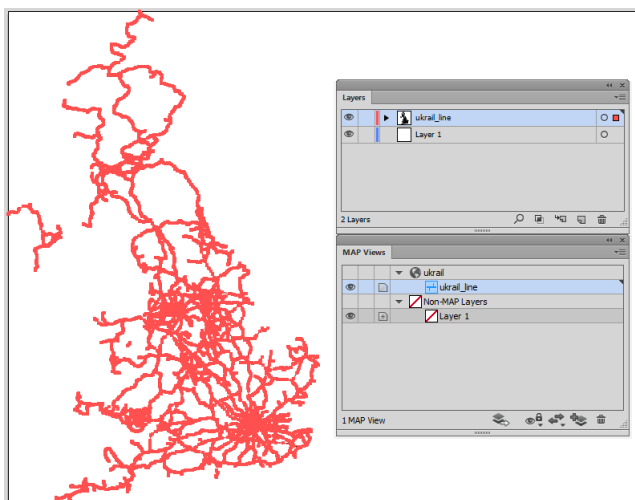 Layers
ukrail_line
Layer 1
2 Layers
MAP Views
ukrail
ukrail_line
Non-MAP Layers
Layer 1
1 MAP View